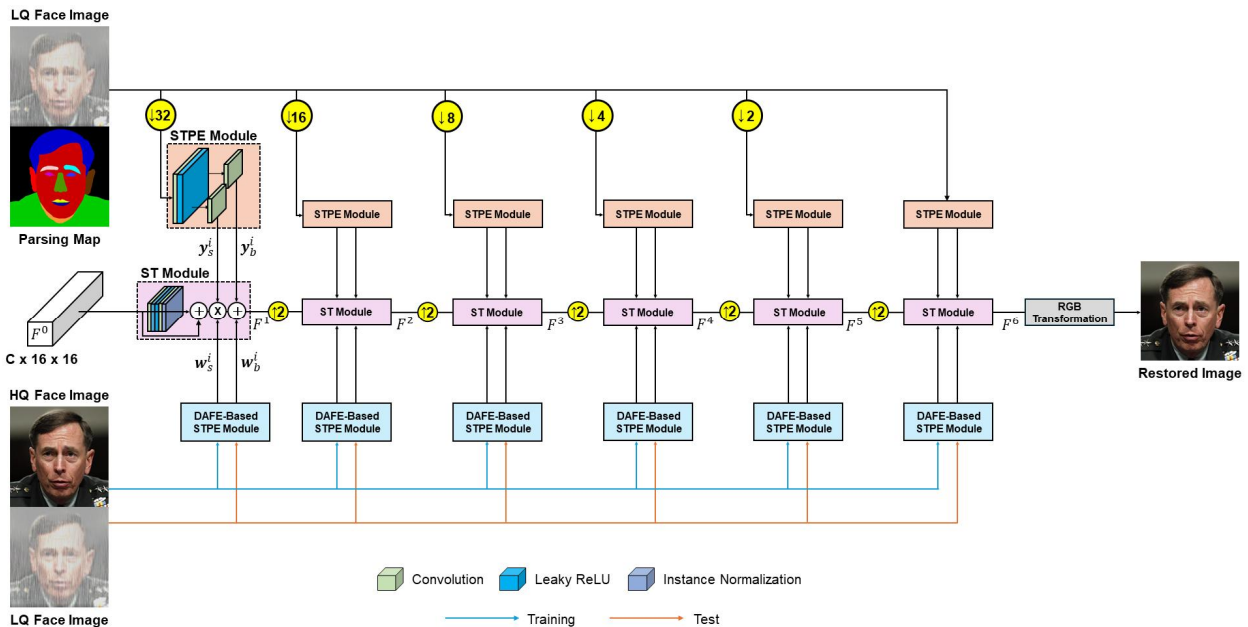 LQ Face Image
↓32
↓16
↓8
↓4
↓2
STPE Module
STPE Module
STPE Module
STPE Module
STPE Module
STPE Module
Parsing Map
y_s^i
y_b^i
ST Module
F^0
C x 16 x 16
F^1
↑2
ST Module
F^2
↑2
ST Module
F^3
↑2
ST Module
F^4
↑2
ST Module
F^5
↑2
ST Module
F^6
RGB
Transformation
Restored Image
w_s^i
w_b^i
HQ Face Image
DAFE-Based
STPE Module
DAFE-Based
STPE Module
DAFE-Based
STPE Module
DAFE-Based
STPE Module
DAFE-Based
STPE Module
DAFE-Based
STPE Module
Convolution
Leaky ReLU
Instance Normalization
Training
Test
LQ Face Image